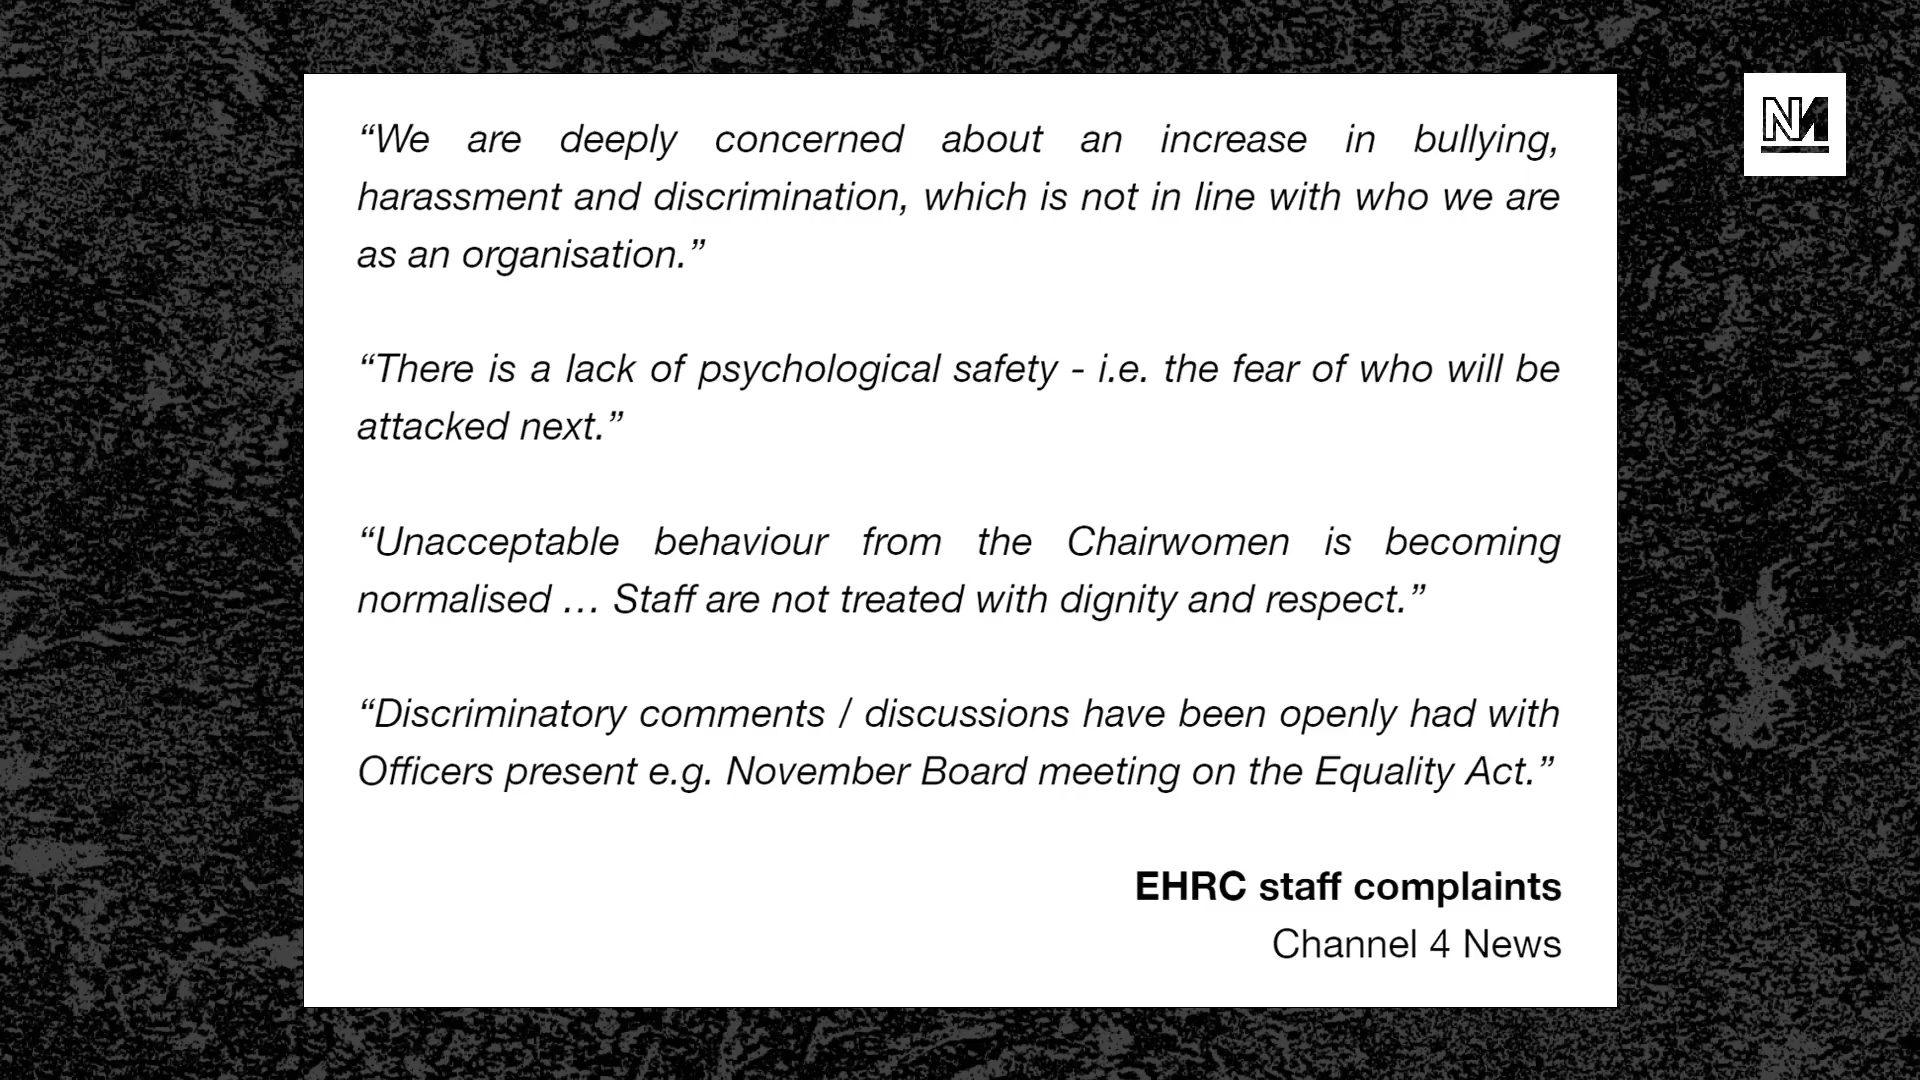 “We are deeply concerned about an increase in bullying,
harassment and discrimination, which is not in line with who we are
as an organisation.”
“There is a lack of psychological safety - i.e. the fear of who will be
attacked next.”
“Unacceptable behaviour from the Chairwomen is becoming
normalised … Staff are not treated with dignity and respect.”
“Discriminatory comments / discussions have been openly had with
Officers present e.g. November Board meeting on the Equality Act.”
EHRC staff complaints
Channel 4 News
NM